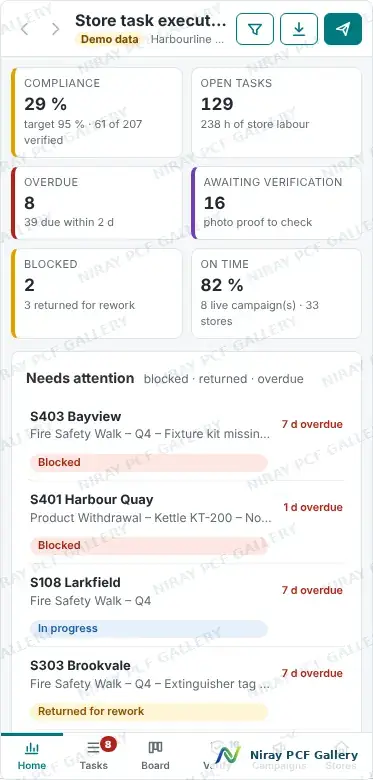 Store task execut...
Demo data Harbourline ...
COMPLIANCE
29 %
target 95 % · 61 of 207
verified
OPEN TASKS
129
238 h of store labour
OVERDUE
8
39 due within 2 d
AWAITING VERIFICATION
16
photo proof to check
BLOCKED
2
3 returned for rework
ON TIME
82 %
8 live campaign(s) · 33
stores
Needs attention blocked · returned · overdue
S403 Bayview
7 d overdue
Fire Safety Walk – Q4 – Fixture kit missin...
Blocked
S401 Harbour Quay
1 d overdue
Product Withdrawal – Kettle KT-200 – No...
Blocked
S108 Larkfield
7 d overdue
Fire Safety Walk – Q4
In progress
S303 Brookvale
7 d overdue
Fire Safety Walk – Q4 – Extinguisher tag ...
Returned for rework
8
Home Tasks Board Campaigns Stores
Niray PCF Gallery
NIRAY PCF GALLERY